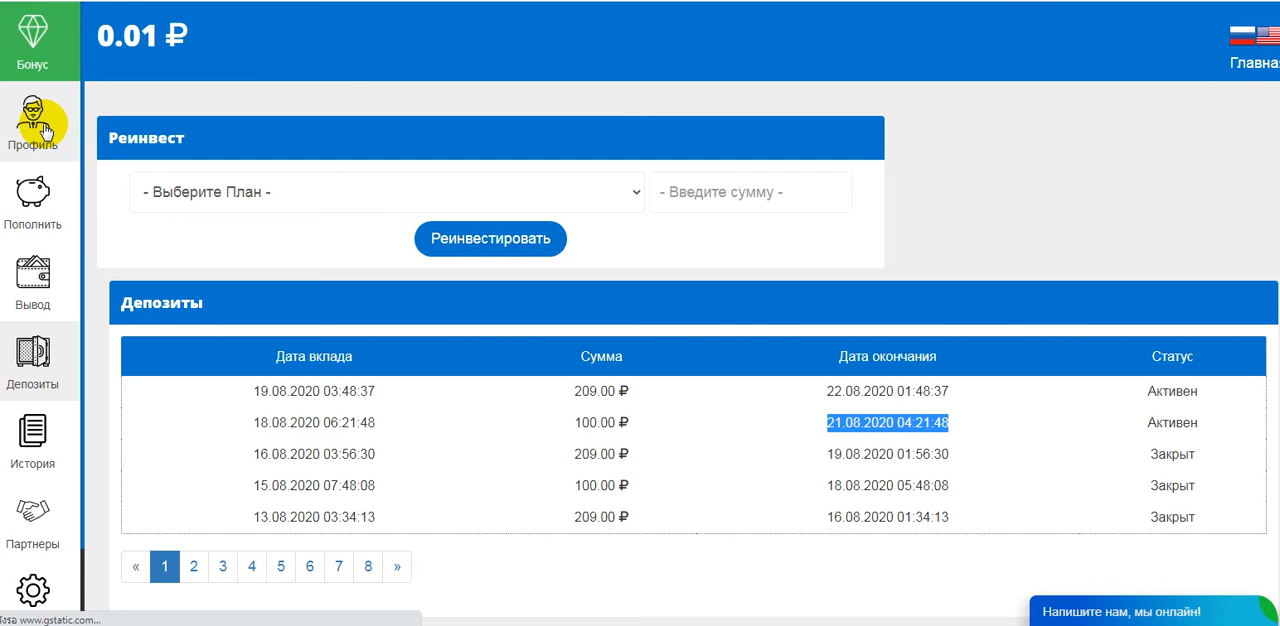 0.01 ₽
Главна
Бонус
Профиль
Пополнить
Вывод
Депозиты
История
Партнеры
Реинвест
- Выберите План -
- Введите сумму -
Реинвестировать
Депозиты
Дата вклада Сумма Дата окончания Статус
19.08.2020 03:48:37 209.00 ₽ 22.08.2020 01:48:37 Активен
18.08.2020 06:21:48 100.00 ₽ 21.08.2020 04:21:48 Активен
16.08.2020 03:56:30 209.00 ₽ 19.08.2020 01:56:30 Закрыт
15.08.2020 07:48:08 100.00 ₽ 18.08.2020 05:48:08 Закрыт
13.08.2020 03:34:13 209.00 ₽ 16.08.2020 01:34:13 Закрыт
« 1 2 3 4 5 6 7 8 »
Напишите нам, мы онлайн!
www.gstatic.com...